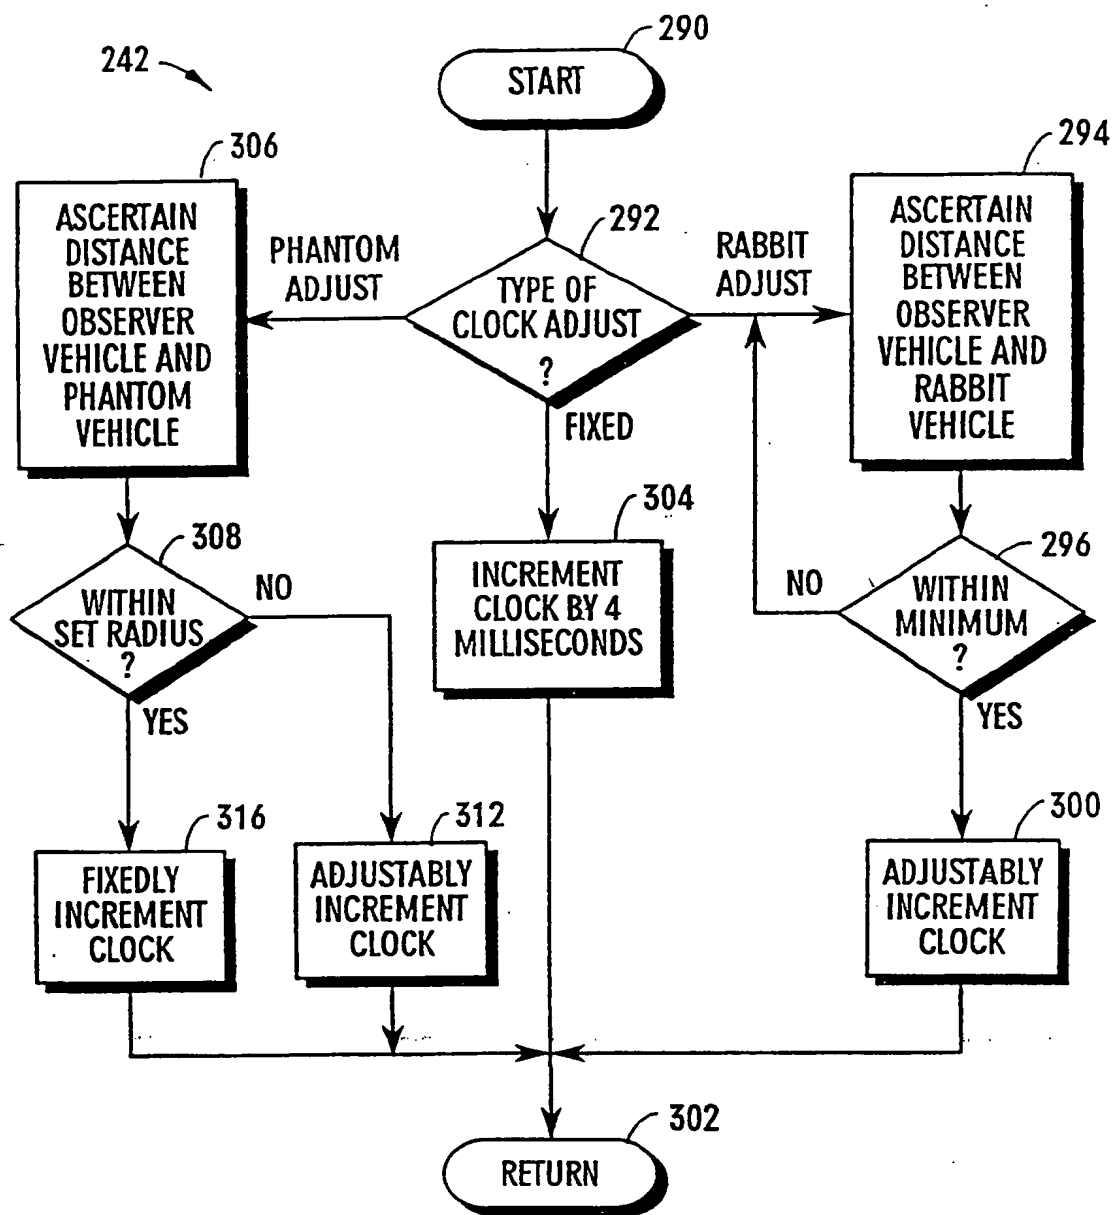 290
242
START
306
294
ASCERTAIN
DISTANCE
BETWEEN
OBSERVER
VEHICLE AND
PHANTOM
VEHICLE
PHANTOM
ADJUST
292
TYPE OF
CLOCK ADJUST
?
RABBIT
ADJUST
ASCERTAIN
DISTANCE
BETWEEN
OBSERVER
VEHICLE AND
RABBIT
VEHICLE
FIXED
308
WITHIN
SET RADIUS
?
NO
YES
304
INCREMENT
CLOCK BY 4
MILLISECONDS
296
NO
WITHIN
MINIMUM
?
YES
316
FIXEDLY
INCREMENT
CLOCK
312
ADJUSTABLY
INCREMENT
CLOCK
300
ADJUSTABLY
INCREMENT
CLOCK
302
RETURN